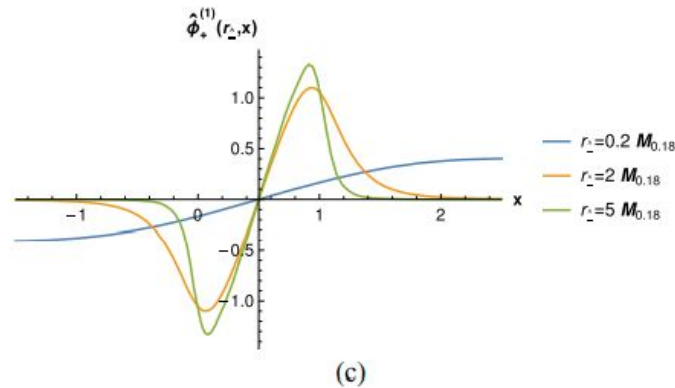 ϕ̂₊⁽¹⁾(r₋̂,x)
1.0
0.5
−1
0
1
2
x
−0.5
−1.0
r₋̂=0.2 M₀.₁₈
r₋̂=2 M₀.₁₈
r₋̂=5 M₀.₁₈
(c)